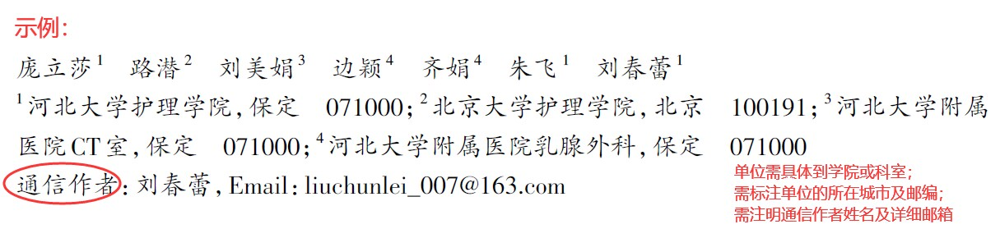 示例：
庞立莎1 路潜2 刘美娟3 边颖4 齐娟4 朱飞1 刘春蕾1
1河北大学护理学院,保定 071000;2北京大学护理学院,北京 100191;3河北大学附属
医院CT室,保定 071000;4河北大学附属医院乳腺外科,保定 071000
通信作者:刘春蕾,Email:liuchunlei_007@163.com
单位需具体到学院或科室；
需标注单位的所在城市及邮编；
需注明通信作者姓名及详细邮箱